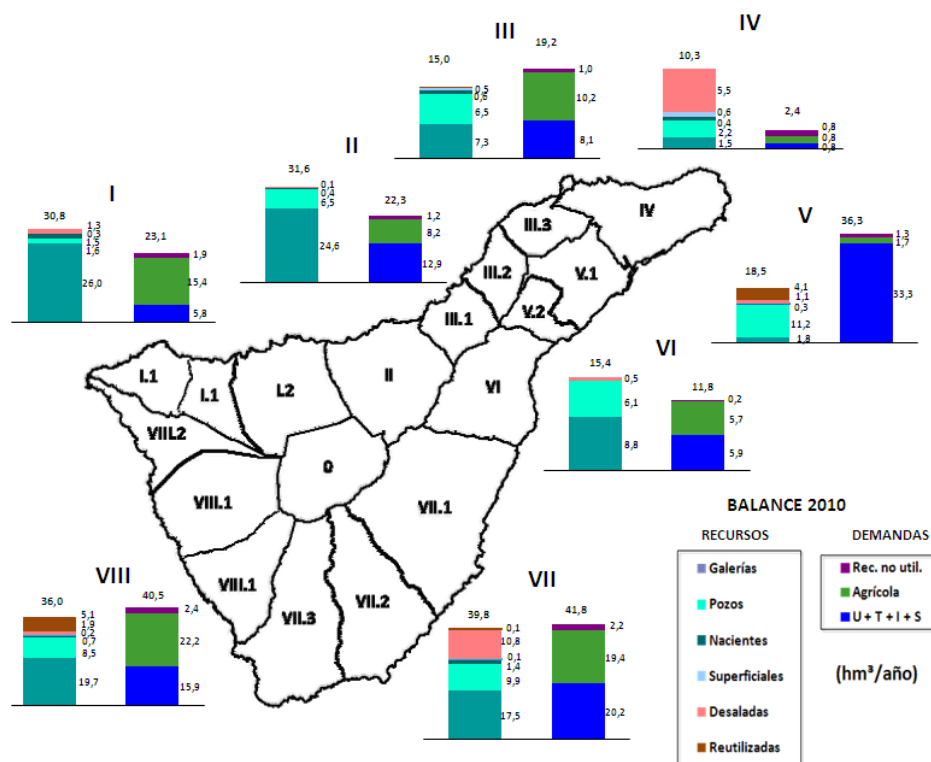 III
15,0
0,5
0,6
6,5
7,3
19,2
1,0
10,2
8,1
IV
10,3
5,5
0,6
0,4
2,2
1,5
2,4
0,8
0,8
0,8
II
31,6
0,1
0,4
6,5
24,6
22,3
1,2
8,2
12,9
I
30,8
1,3
0,3
1,5
1,6
26,0
23,1
1,9
15,4
5,8
V
18,5
4,1
1,1
0,3
11,2
1,8
36,3
1,3
1,7
33,3
VI
15,4
0,5
6,1
8,8
11,8
0,2
5,7
5,9
IV
III.3
III.2
V.1
V.2
III.1
II
VI
I.2
I.1
I.1
VIII.2
0
VIII.1
VII.1
VIII.1
VII.3
VII.2
VIII
36,0
5,1
1,9
0,2
0,7
8,5
19,7
40,5
2,4
22,2
15,9
VII
39,8
0,1
10,8
0,1
1,4
9,9
17,5
41,8
2,2
19,4
20,2
BALANCE 2010
RECURSOS
Galerías
Pozos
Nacientes
Superficiales
Desaladas
Reutilizadas
DEMANDAS
Rec. no util.
Agrícola
U + T + I + S
(hm³/año)